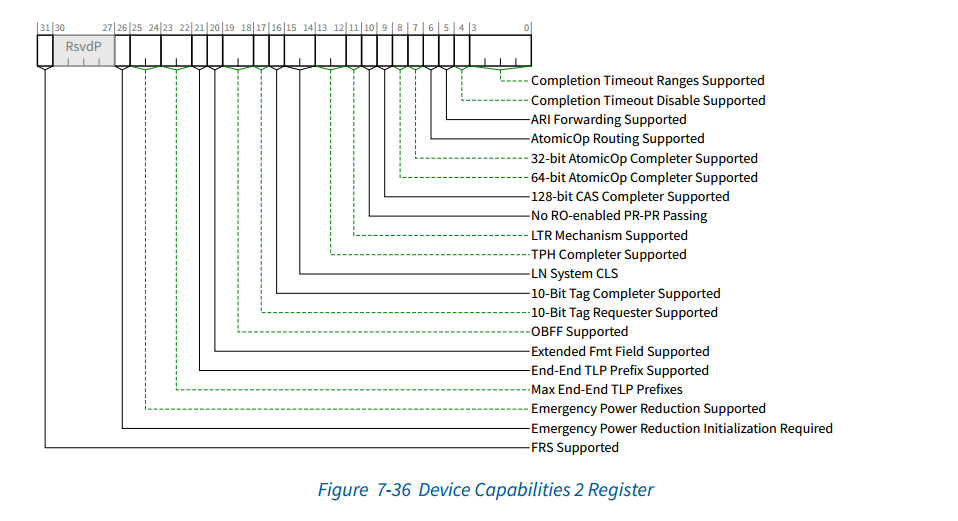 31 30 27 26 25 24 23 22 21 20 19 18 17 16 15 14 13 12 11 10 9 8 7 6 5 4 3 0
RsvdP
Completion Timeout Ranges Supported
Completion Timeout Disable Supported
ARI Forwarding Supported
AtomicOp Routing Supported
32-bit AtomicOp Completer Supported
64-bit AtomicOp Completer Supported
128-bit CAS Completer Supported
No RO-enabled PR-PR Passing
LTR Mechanism Supported
TPH Completer Supported
LN System CLS
10-Bit Tag Completer Supported
10-Bit Tag Requester Supported
OBFF Supported
Extended Fmt Field Supported
End-End TLP Prefix Supported
Max End-End TLP Prefixes
Emergency Power Reduction Supported
Emergency Power Reduction Initialization Required
FRS Supported
Figure 7-36 Device Capabilities 2 Register